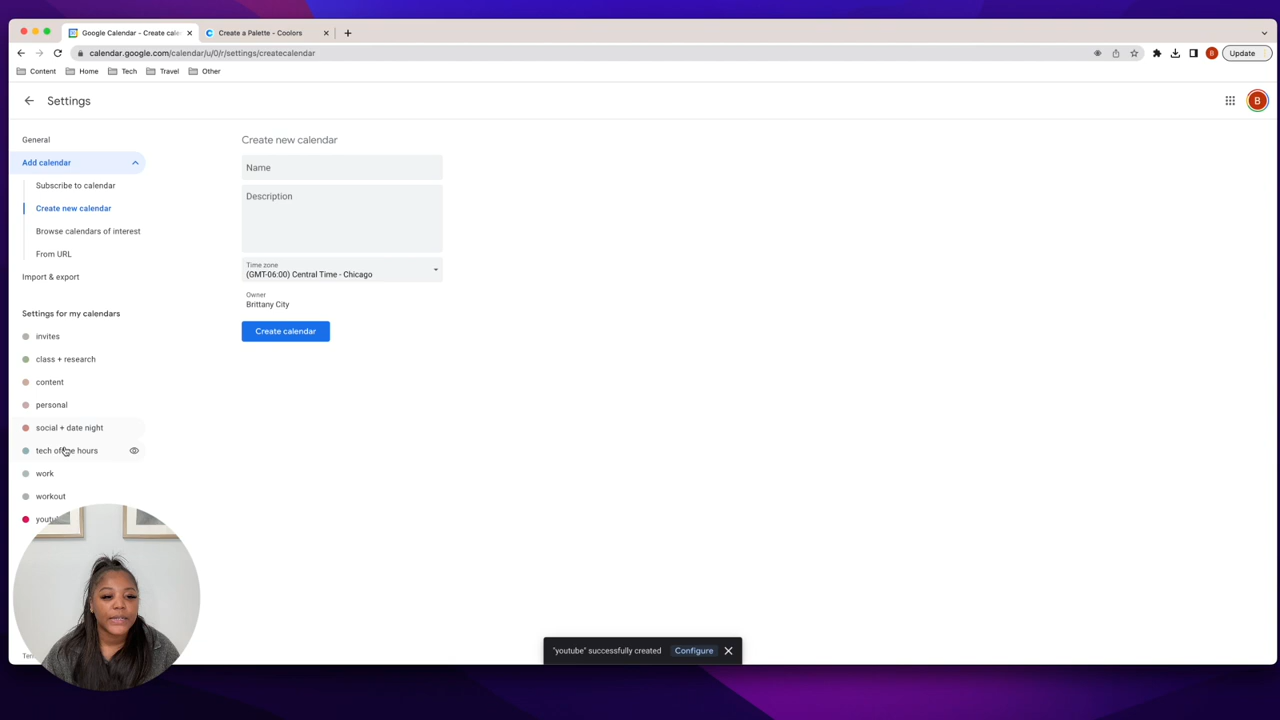 Google Calendar - Create cale
Create a Palette - Coolors
calendar.google.com/calendar/u/0/r/settings/createcalendar
B
Update
Content
Home
Tech
Travel
Other
Settings
B
General
Add calendar
Subscribe to calendar
Create new calendar
Browse calendars of interest
From URL
Import & export
Settings for my calendars
invites
class + research
content
personal
social + date night
tech hours
work
workout
Create new calendar
Name
Description
Time zone
(GMT-06:00) Central Time - Chicago
Owner
Brittany City
Create calendar
"youtube" successfully created
Configure